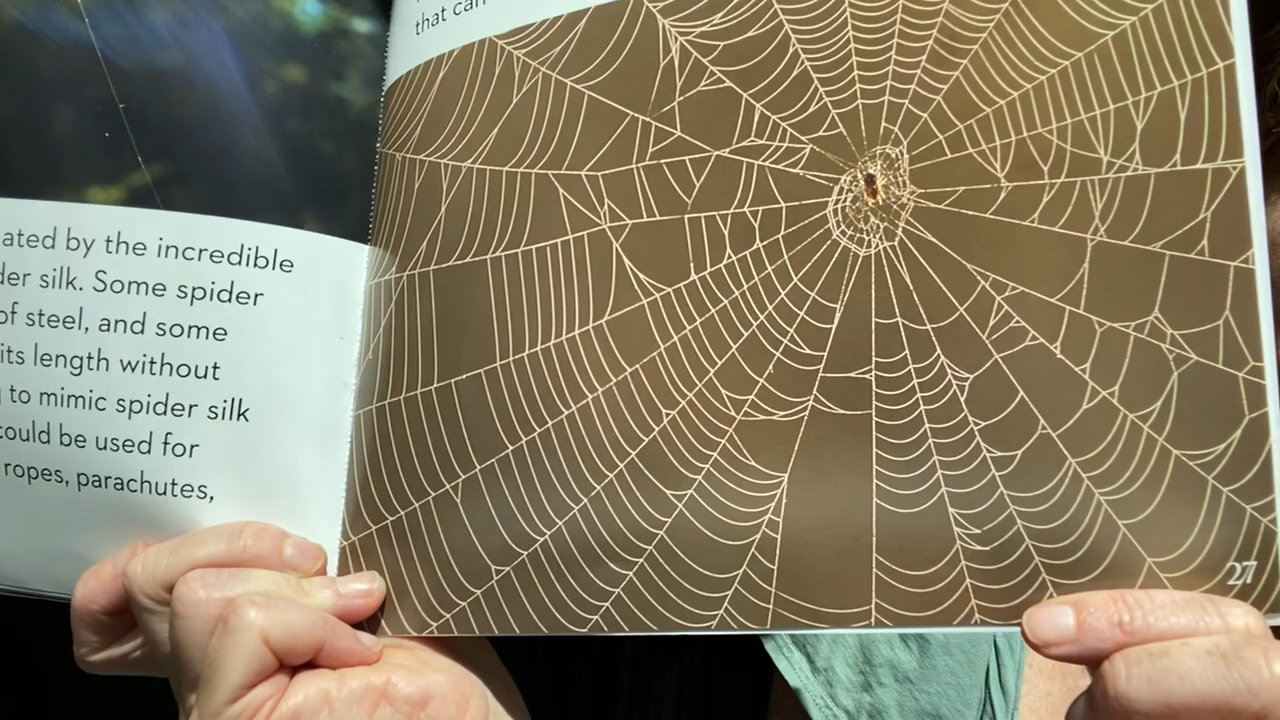 ated by the incredible
der silk. Some spider
of steel, and some
its length without
to mimic spider silk
could be used for
ropes, parachutes,
that can
27